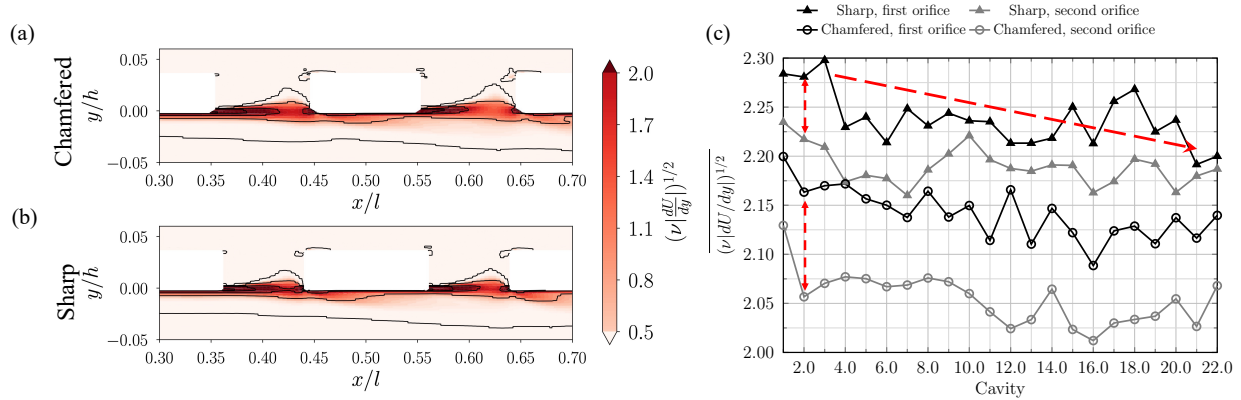 (a)
Chamfered
y/h
0.05
0.00
−0.05
0.30 0.35 0.40 0.45 0.50 0.55 0.60 0.65 0.70
x/l
(b)
Sharp
y/h
0.05
0.00
−0.05
0.30 0.35 0.40 0.45 0.50 0.55 0.60 0.65 0.70
x/l
2.0
1.7
1.4
1.1
0.8
0.5
(ν|dU/dy|)^{1/2}
(c)
Sharp, first orifice Sharp, second orifice
Chamfered, first orifice Chamfered, second orifice
\overline{(ν|dU/dy|)^{1/2}}
2.30
2.25
2.20
2.15
2.10
2.05
2.00
2.0 4.0 6.0 8.0 10.0 12.0 14.0 16.0 18.0 20.0 22.0
Cavity